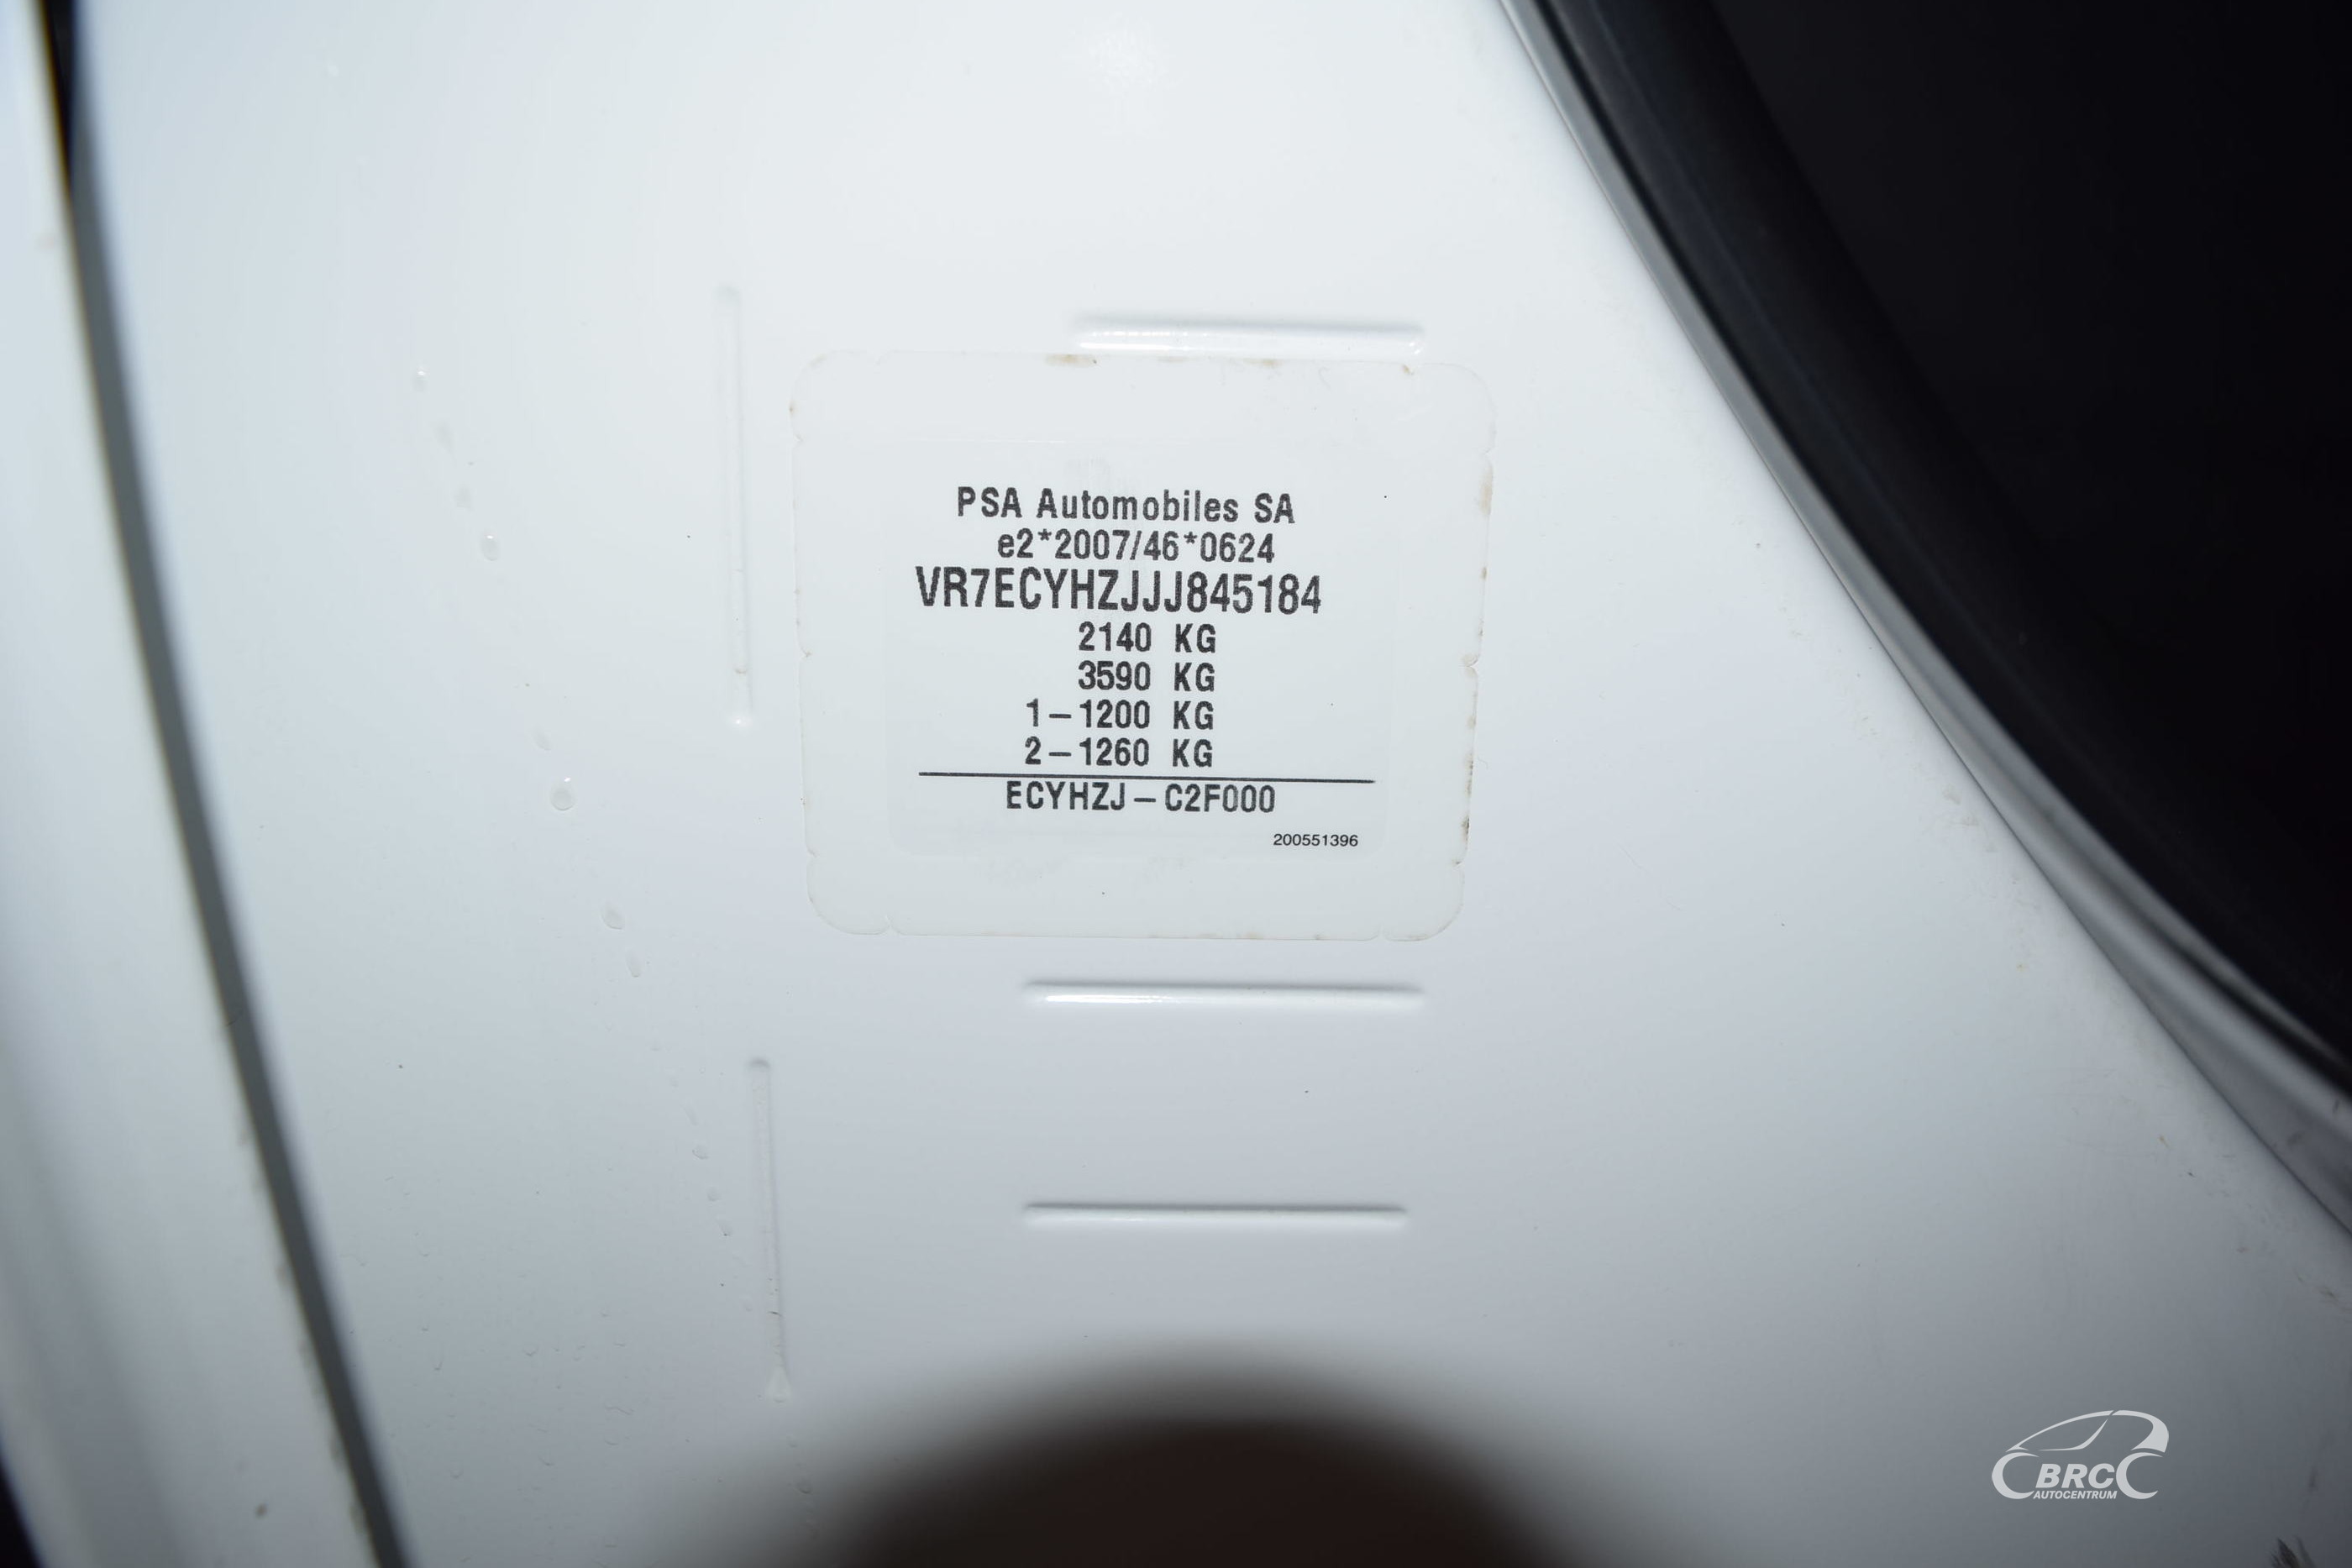 PSA Automobiles SA
e2*2007/46*0624
VR7ECYHZJJJ845184
2140 KG
3590 KG
1-1200 KG
2-1260 KG
ECYHZJ-C2F000
200551396
BRC
AUTOCENTRUM